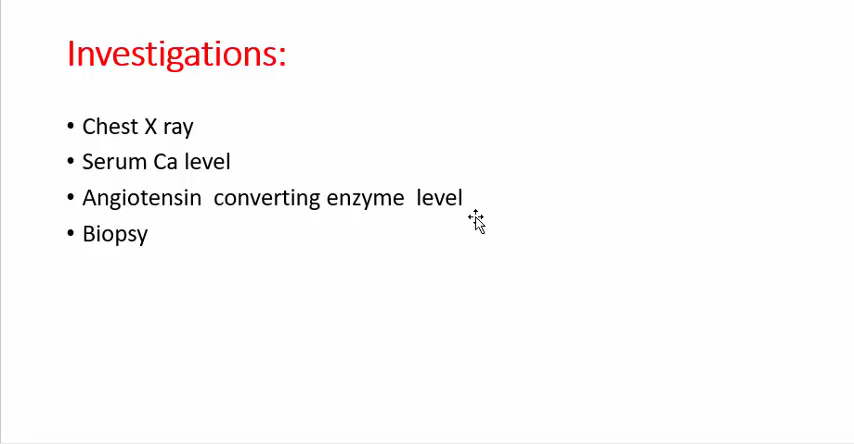 Investigations:
• Chest X ray
• Serum Ca level
• Angiotensin  converting enzyme  level
• Biopsy